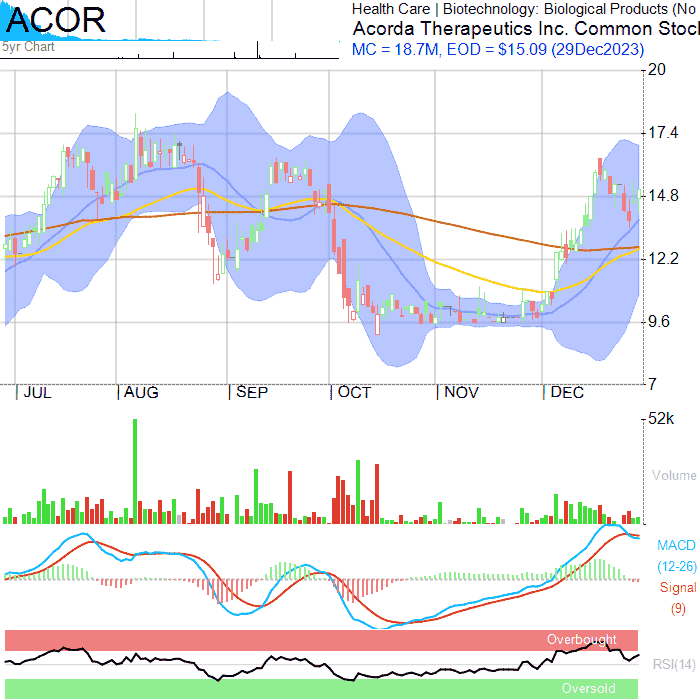 ACOR
Health Care | Biotechnology: Biological Products (No
Acorda Therapeutics Inc. Common Stoc
MC = 18.7M, EOD = $15.09 (29Dec2023)
5yr Chart
20
17.4
14.8
12.2
9.6
7
JUL AUG SEP OCT NOV DEC
52k
Volume
MACD
(12-26)
Signal
(9)
Overbought
RSI(14)
Oversold